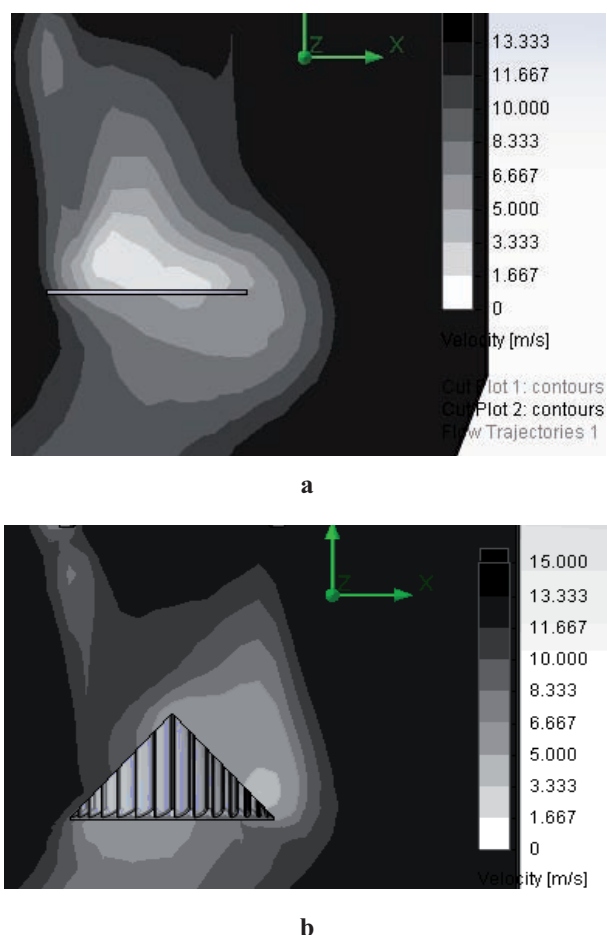 Z X
13.333
11.667
10.000
8.333
6.667
5.000
3.333
1.667
0
Velocity [m/s]
Cut Plot 1: contours
Cut Plot 2: contours
Flow Trajectories 1
a
Z X
15.000
13.333
11.667
10.000
8.333
6.667
5.000
3.333
1.667
0
Velocity [m/s]
b